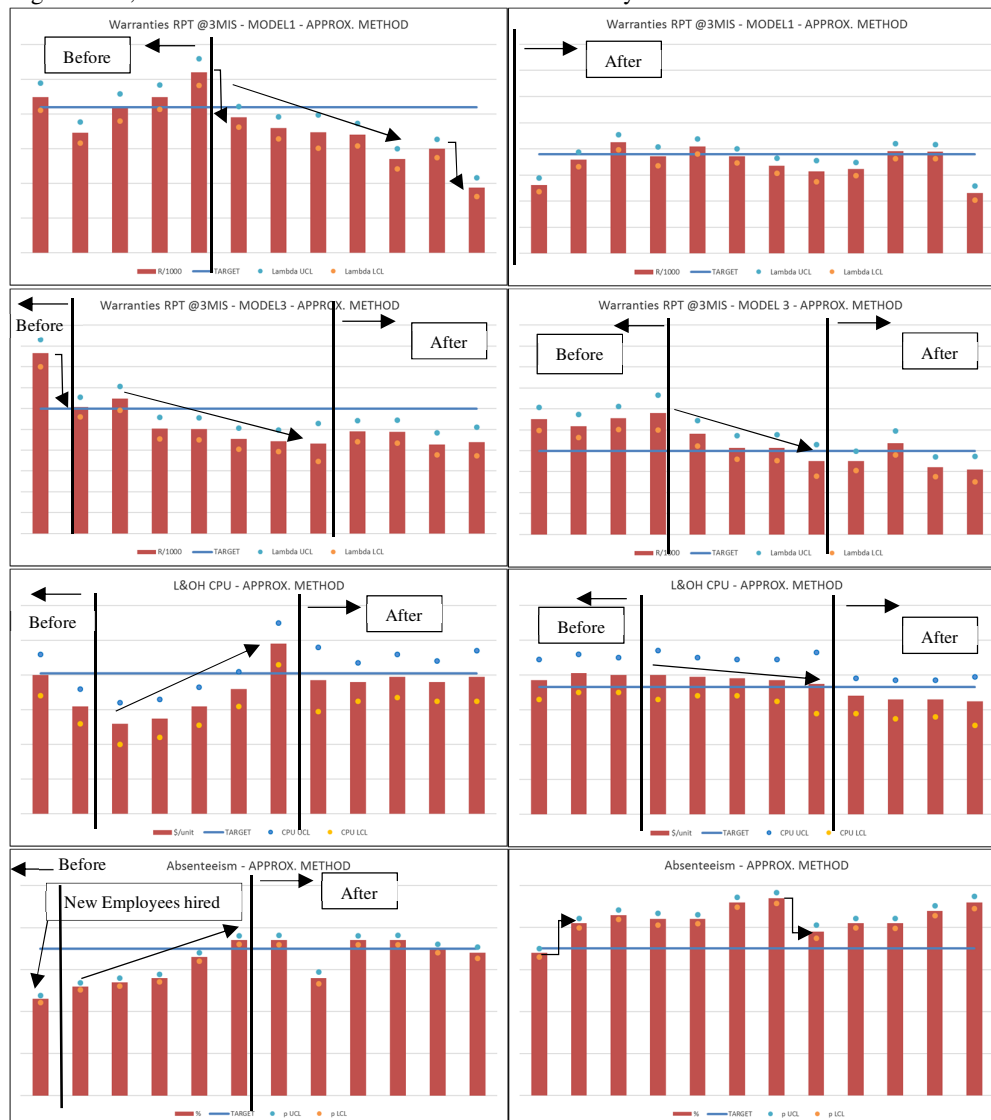 Warranties RPT @3MIS - MODEL1 - APPROX. METHOD
Before
R/1000 TARGET Lambda UCL Lambda LCL
Warranties RPT @3MIS - MODEL1 - APPROX. METHOD
After
R/1000 TARGET Lambda UCL Lambda LCL
Warranties RPT @3MIS - MODEL3 - APPROX. METHOD
Before
After
R/1000 TARGET Lambda UCL Lambda LCL
Warranties RPT @3MIS - MODEL 3 - APPROX. METHOD
Before
After
R/1000 TARGET Lambda UCL Lambda LCL
L&OH CPU - APPROX. METHOD
Before
After
$/unit TARGET CPU UCL CPU LCL
L&OH CPU - APPROX. METHOD
Before
After
$/unit TARGET CPU UCL CPU LCL
Before
Absenteeism - APPROX. METHOD
New Employees hired
After
% TARGET p UCL p LCL
Absenteeism - APPROX. METHOD
% TARGET p UCL p LCL